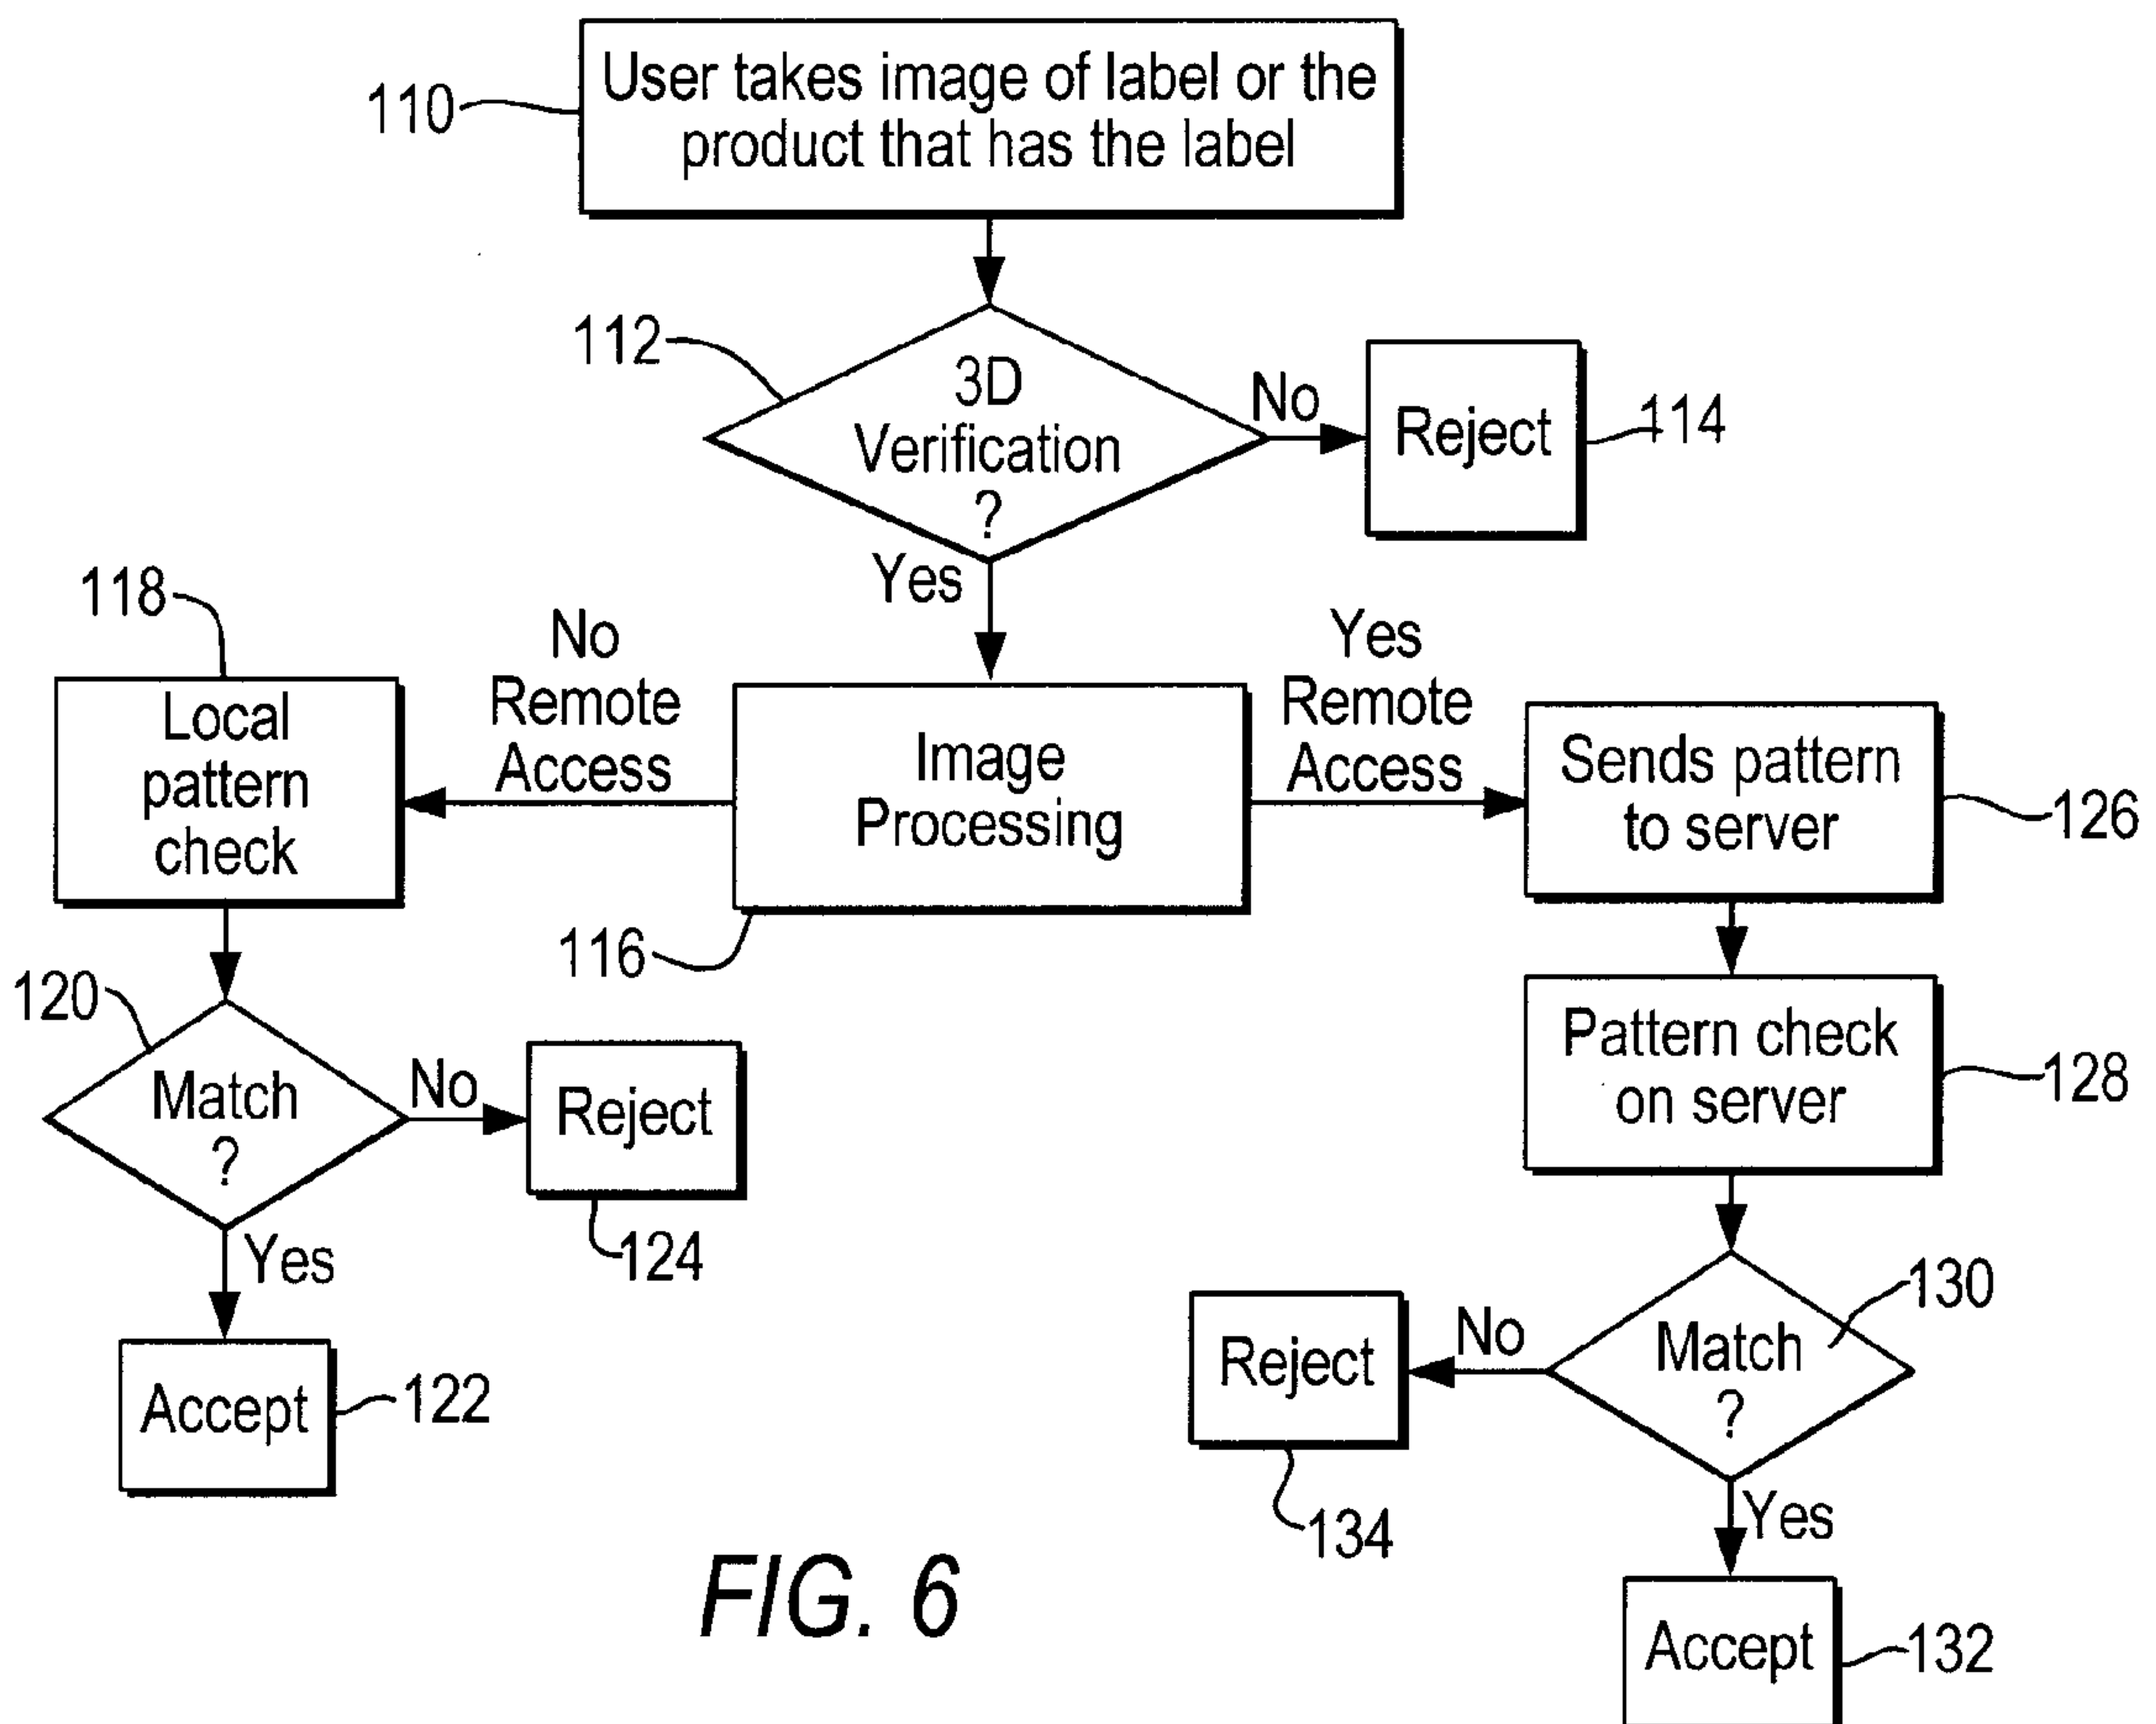 110
User takes image of label or the
product that has the label
112
3D
Verification
?
No
Reject
114
Yes
118
Local
pattern
check
No
Remote
Access
Image
Processing
116
Yes
Remote
Access
Sends pattern
to server
126
120
Match
?
No
Reject
124
Yes
Accept
122
Pattern check
on server
128
130
Match
?
No
Reject
134
Yes
Accept
132
FIG. 6